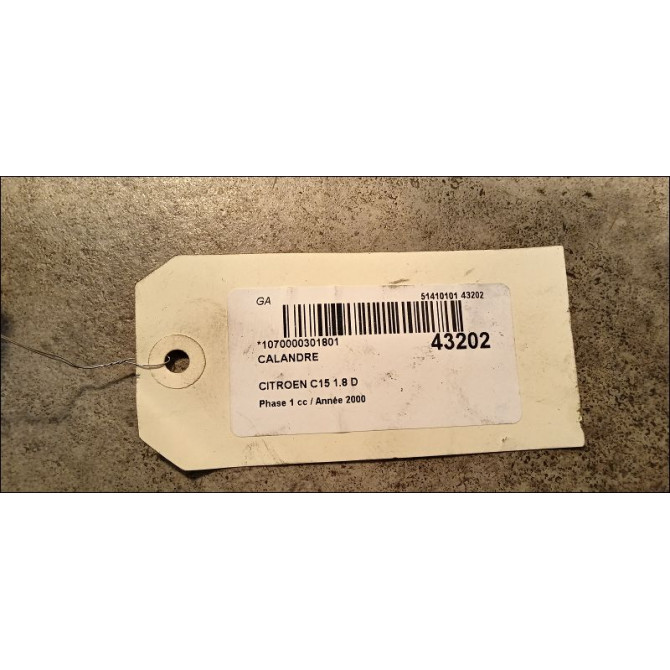 GA
51410101 43202
*1070000301801
43202
CALANDRE
CITROEN C15 1.8 D
Phase 1 cc / Année 2000